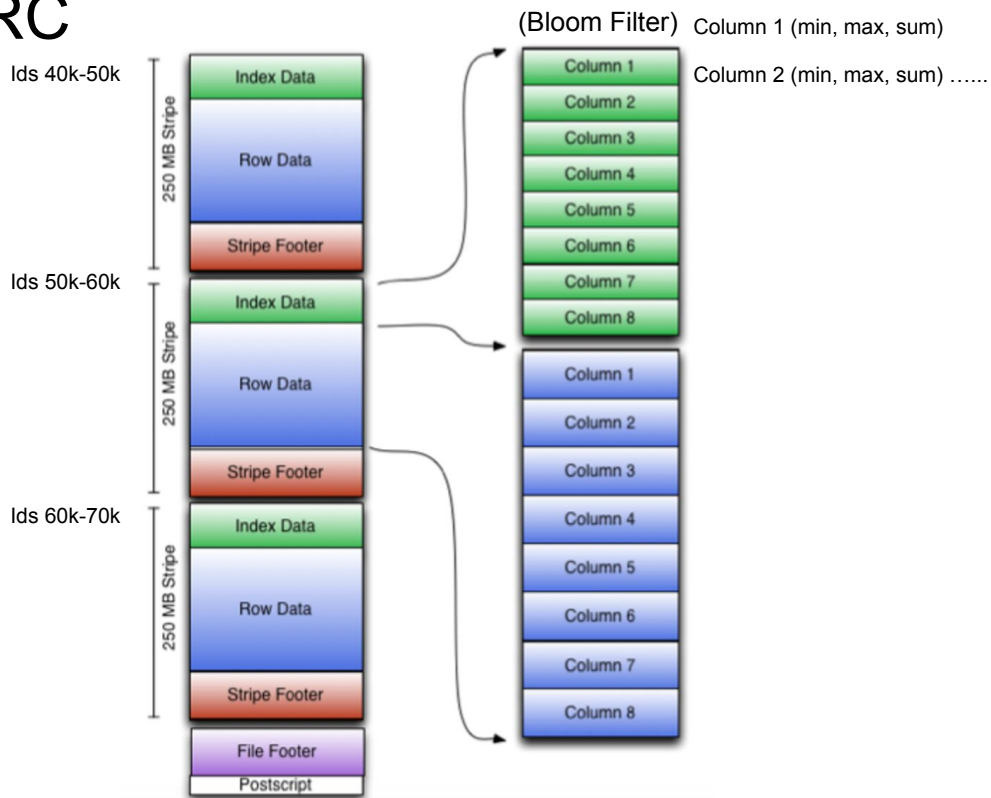 RC
Ids 40k-50k
250 MB Stripe
Index Data
Row Data
Stripe Footer
Ids 50k-60k
250 MB Stripe
Index Data
Row Data
Stripe Footer
Ids 60k-70k
250 MB Stripe
Index Data
Row Data
Stripe Footer
File Footer
Postscript
(Bloom Filter)
Column 1 (min, max, sum)
Column 2 (min, max, sum) …...
Column 1
Column 2
Column 3
Column 4
Column 5
Column 6
Column 7
Column 8
Column 1
Column 2
Column 3
Column 4
Column 5
Column 6
Column 7
Column 8